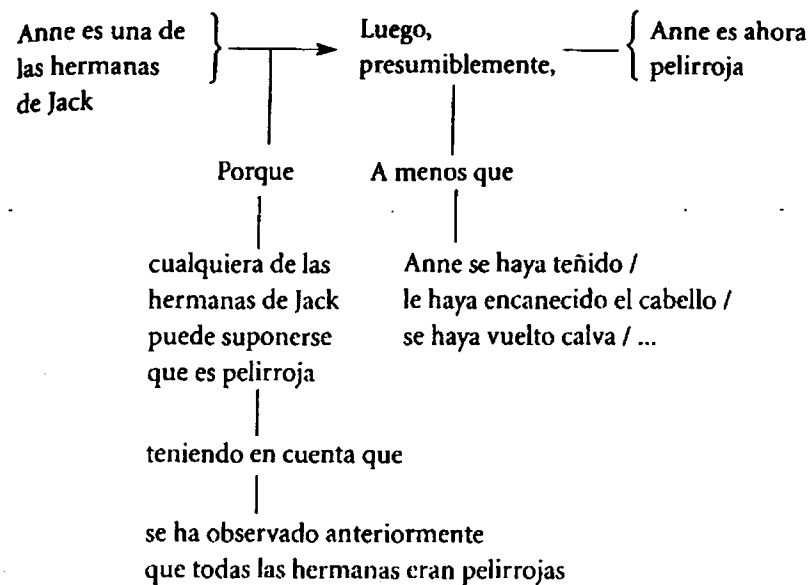 Anne es una de
las hermanas
de Jack
Luego,
presumiblemente,
Anne es ahora
pelirroja
Porque
A menos que
cualquiera de las
hermanas de Jack
puede suponerse
que es pelirroja
Anne se haya teñido /
le haya encanecido el cabello /
se haya vuelto calva / ...
teniendo en cuenta que
se ha observado anteriormente
que todas las hermanas eran pelirrojas